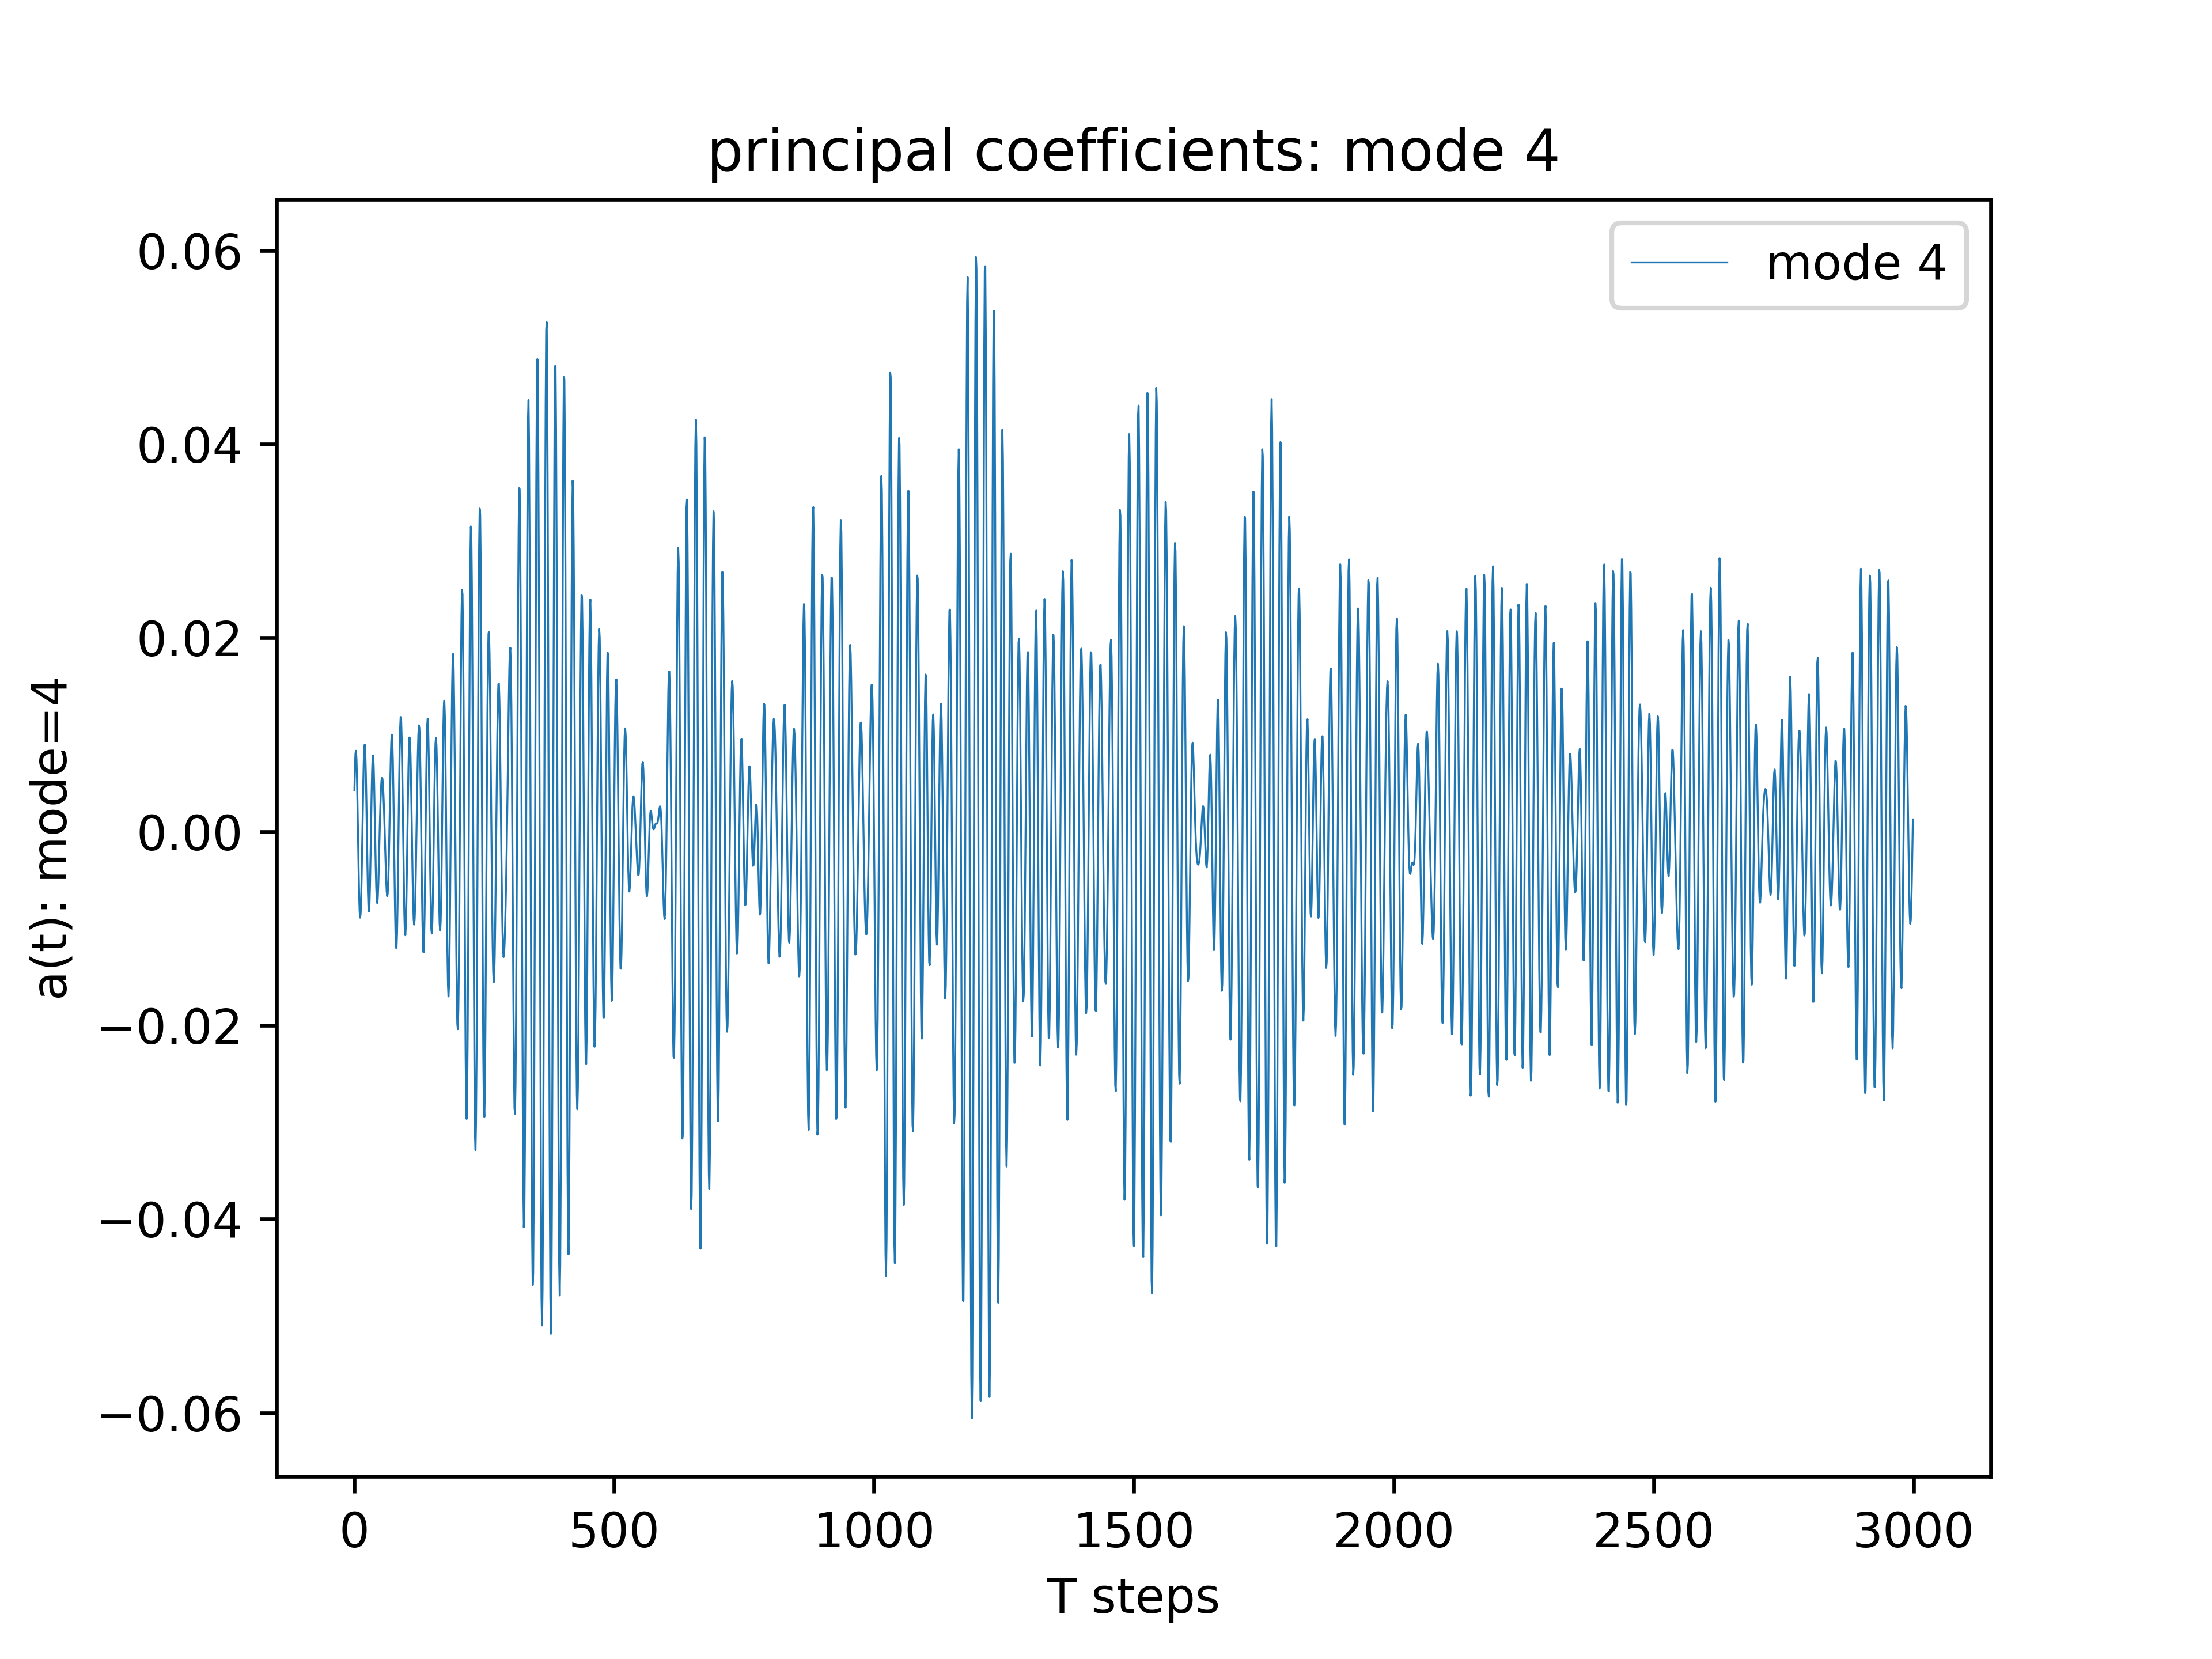 principal coefficients: mode 4
mode 4
0.06
0.04
0.02
0.00
−0.02
−0.04
−0.06
a(t): mode=4
0 500 1000 1500 2000 2500 3000
T steps